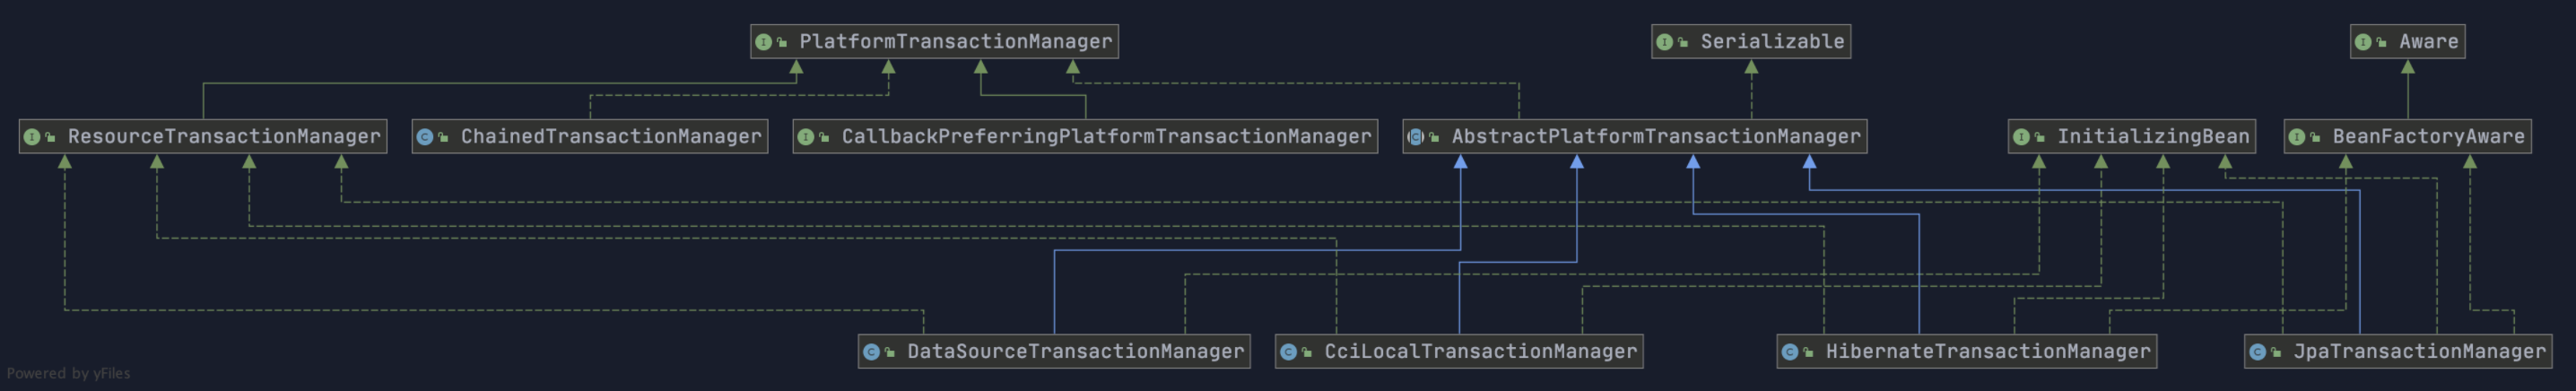 PlatformTransactionManager
Serializable
Aware
ResourceTransactionManager
ChainedTransactionManager
CallbackPreferringPlatformTransactionManager
AbstractPlatformTransactionManager
InitializingBean
BeanFactoryAware
DataSourceTransactionManager
CciLocalTransactionManager
HibernateTransactionManager
JpaTransactionManager
Powered by yFiles